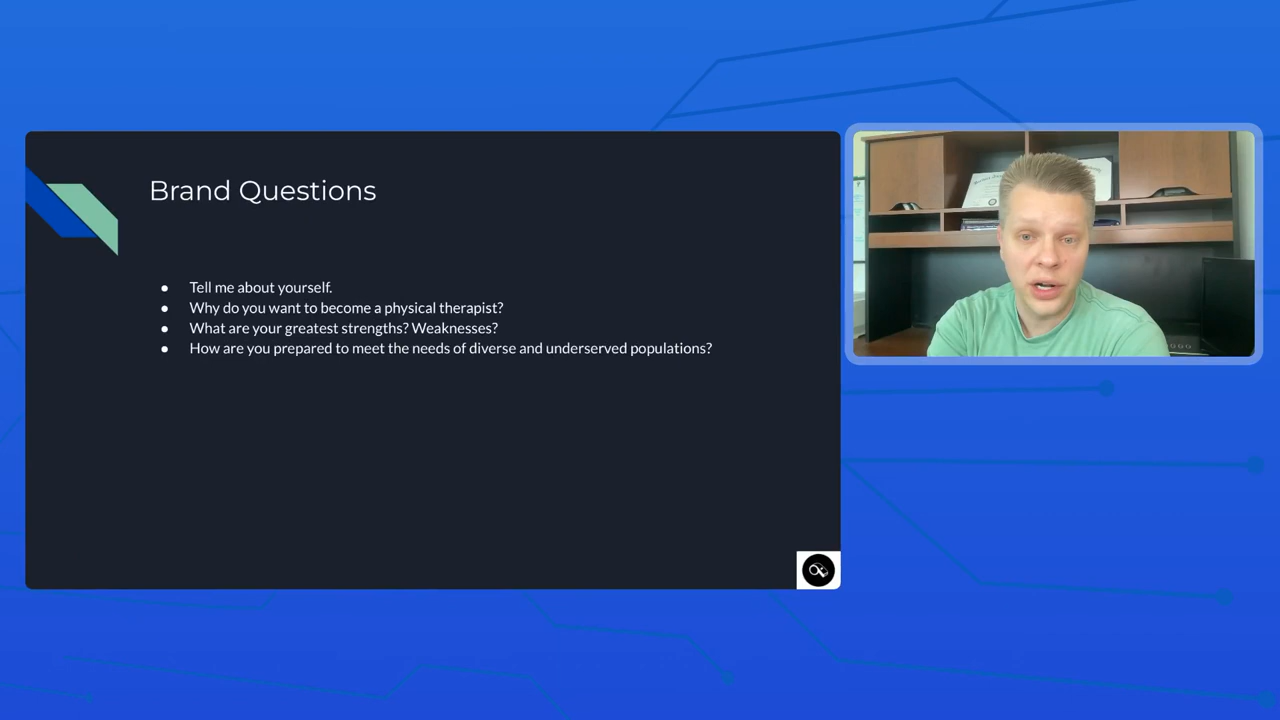 Brand Questions
● Tell me about yourself.
● Why do you want to become a physical therapist?
● What are your greatest strengths? Weaknesses?
● How are you prepared to meet the needs of diverse and underserved populations?